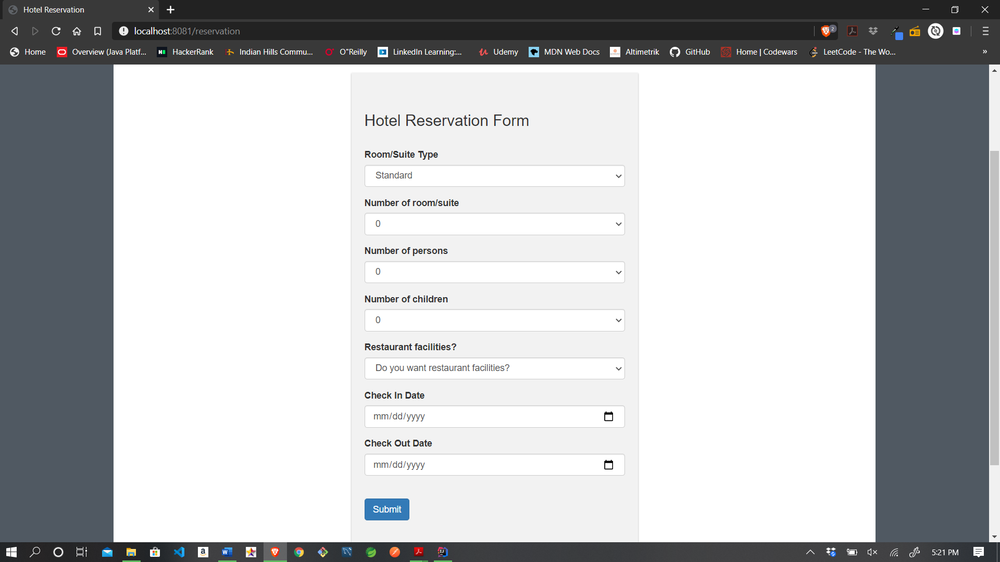 Hotel Reservation
localhost:8081/reservation
2
Home
Overview (Java Platf...
HackerRank
Indian Hills Commu...
O"Reilly
LinkedIn Learning:...
Udemy
MDN Web Docs
Altimetrik
GitHub
Home | Codewars
LeetCode - The Wo...
»
Hotel Reservation Form
Room/Suite Type
Standard
Number of room/suite
0
Number of persons
0
Number of children
0
Restaurant facilities?
Do you want restaurant facilities?
Check In Date
mm/dd/yyyy
Check Out Date
mm/dd/yyyy
Submit
5:21 PM